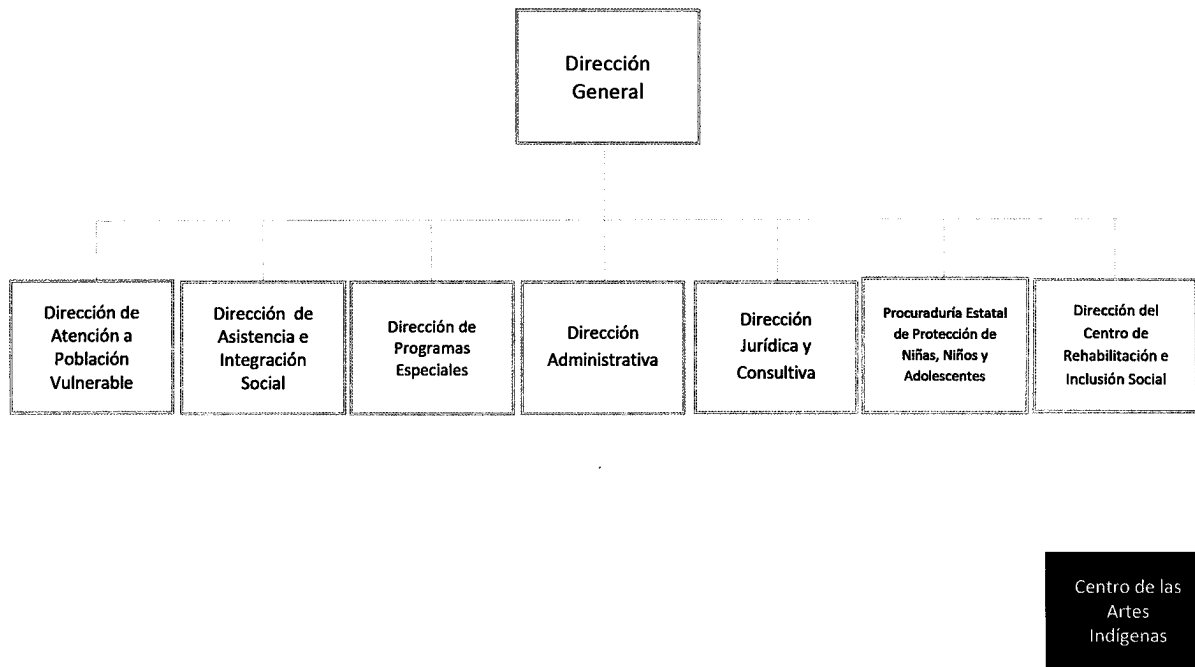 Dirección
General
Dirección de
Atención a
Población
Vulnerable
Dirección de
Asistencia e
Integración
Social
Dirección de
Programas
Especiales
Dirección
Administrativa
Dirección
Jurídica y
Consultiva
Procuraduría Estatal
de Protección de
Niñas, Niños y
Adolescentes
Dirección del
Centro de
Rehabilitación e
Inclusión Social
Centro de las
Artes
Indígenas